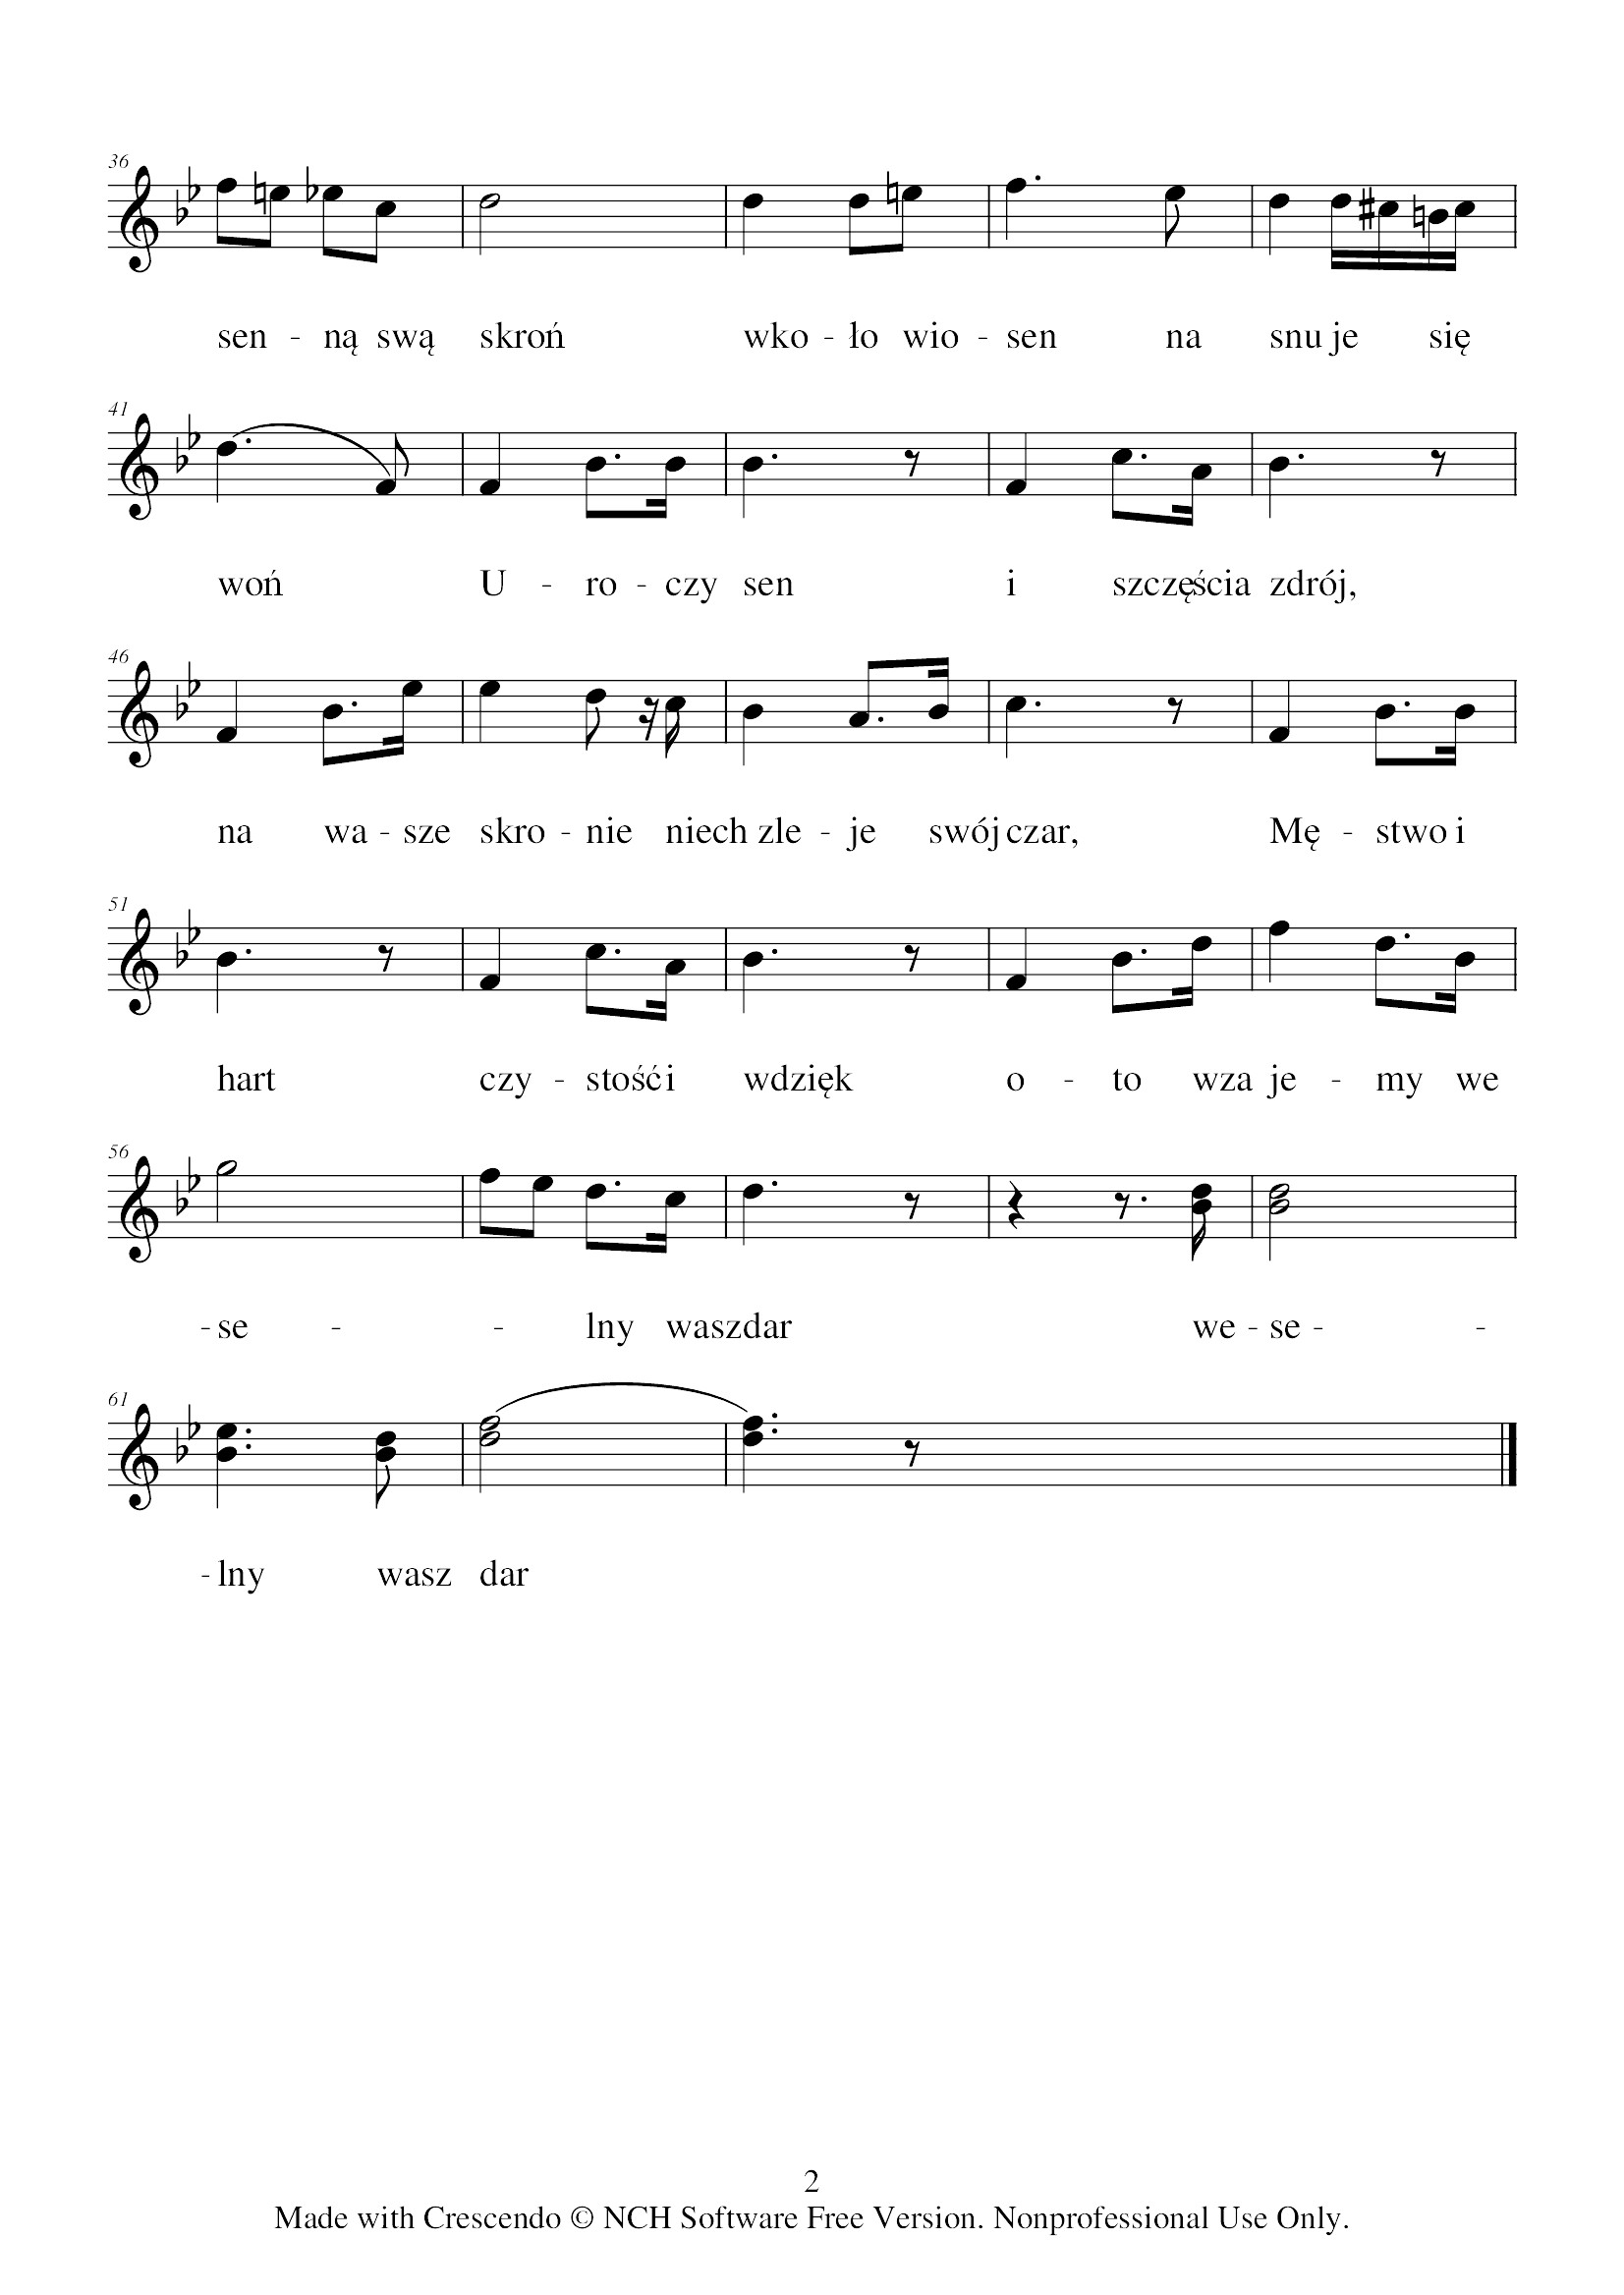 36
sen - ną swą skroń wko - ło wio - sen na snu je się
41
woń U - ro - czy sen i szczęścia zdrój,
46
na wa - sze skro - nie niech zle - je swój czar, Mę - stwo i
51
hart czy - stość i wdzięk o - to wza je - my we
56
- se - - lny wasz dar we - se - -
61
- lny wasz dar
2
Made with Crescendo © NCH Software Free Version. Nonprofessional Use Only.